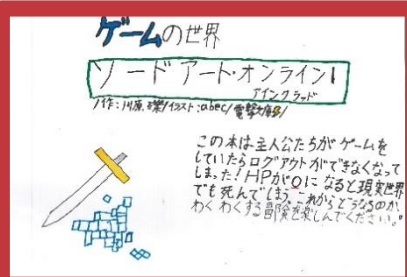 ゲームの世界
ソードアート・オンライン1
アインクラッド
/作:川原 礫/イラスト:abec/電撃文庫/
この本は主人公たちがゲームを
していたらログアウトができなくなって
しまった!HPが0になると現実世界
でも死んでしまう。これからどうなるのか、
わくわくする冒険を楽しんでください。